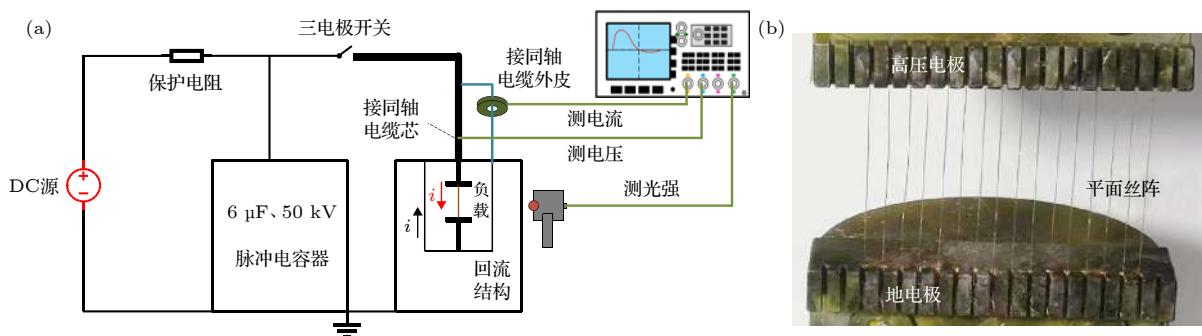 (a)
三电极开关
保护电阻
接同轴
电缆外皮
测电流
接同轴
电缆芯
测电压
DC源
6 μF、50 kV
脉冲电容器
i
i
负
载
测光强
回流
结构
(b)
高压电极
平面丝阵
地电极